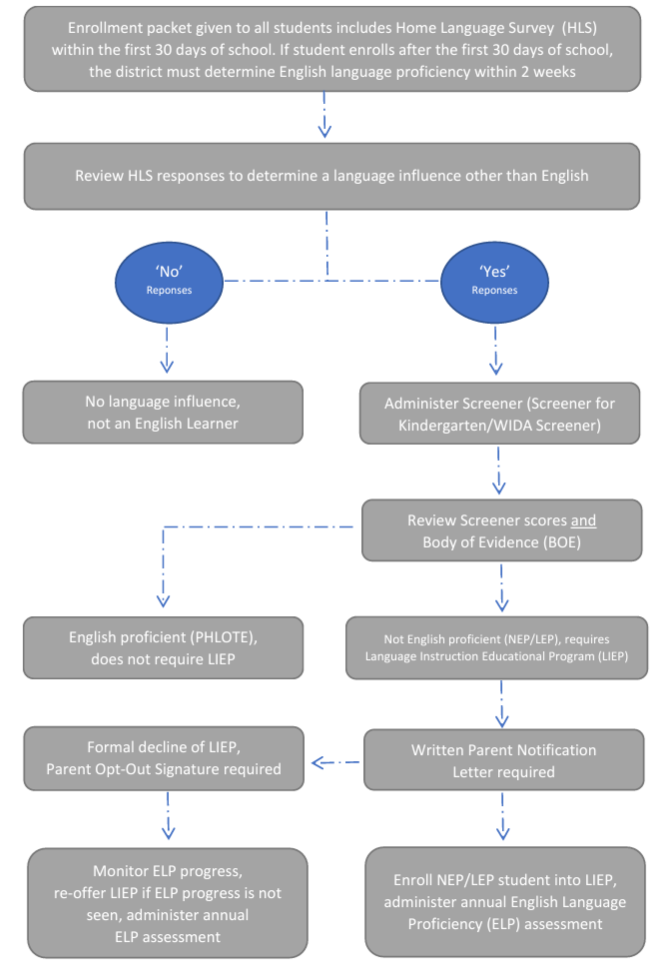 Enrollment packet given to all students includes Home Language Survey (HLS)
within the first 30 days of school. If student enrolls after the first 30 days of school,
the district must determine English language proficiency within 2 weeks
Review HLS responses to determine a language influence other than English
‘No’
Reponses
‘Yes’
Reponses
No language influence,
not an English Learner
Administer Screener (Screener for
Kindergarten/WIDA Screener)
Review Screener scores and
Body of Evidence (BOE)
English proficient (PHLOTE),
does not require LIEP
Not English proficient (NEP/LEP), requires
Language Instruction Educational Program (LIEP)
Formal decline of LIEP,
Parent Opt-Out Signature required
Written Parent Notification
Letter required
Monitor ELP progress,
re-offer LIEP if ELP progress is not
seen, administer annual
ELP assessment
Enroll NEP/LEP student into LIEP,
administer annual English Language
Proficiency (ELP) assessment